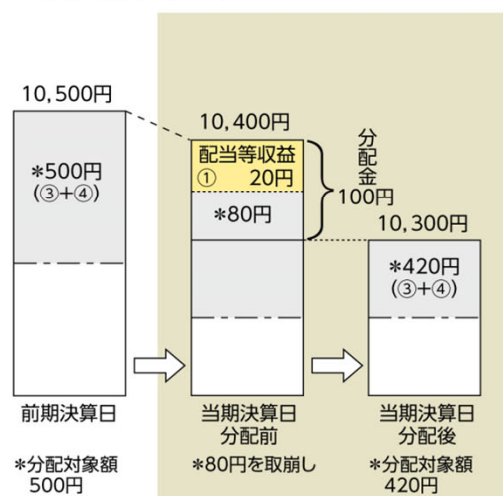 10,500円
*500円
(③+④)
前期決算日
*分配対象額
500円
10,400円
配当等収益
① 20円
*80円
分配金
100円
当期決算日
分配前
*80円を取崩し
10,300円
*420円
(③+④)
当期決算日
分配後
*分配対象額
420円